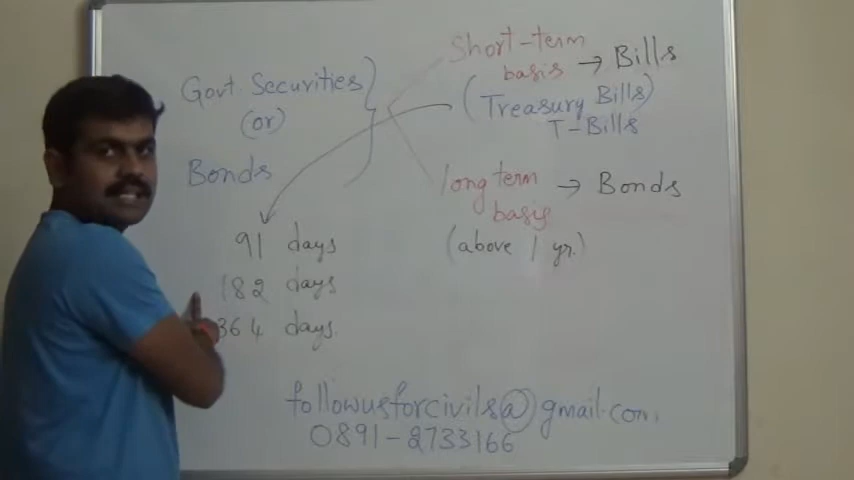 Govt. Securities
(or)
Bonds
Short-term
basis → Bills
(Treasury Bills)
T-Bills
long term → Bonds
basis
(above 1 yr.)
91 days
182 days
364 days.
followusforcivils@gmail.com
0891-2733166